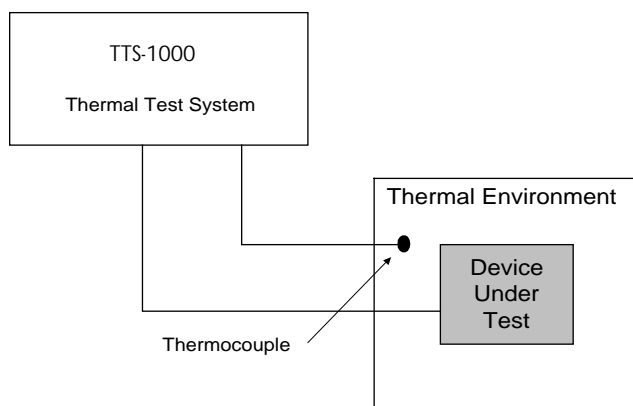 TTS-1000
Thermal Test System
Thermal Environment
Device
Under
Test
Thermocouple